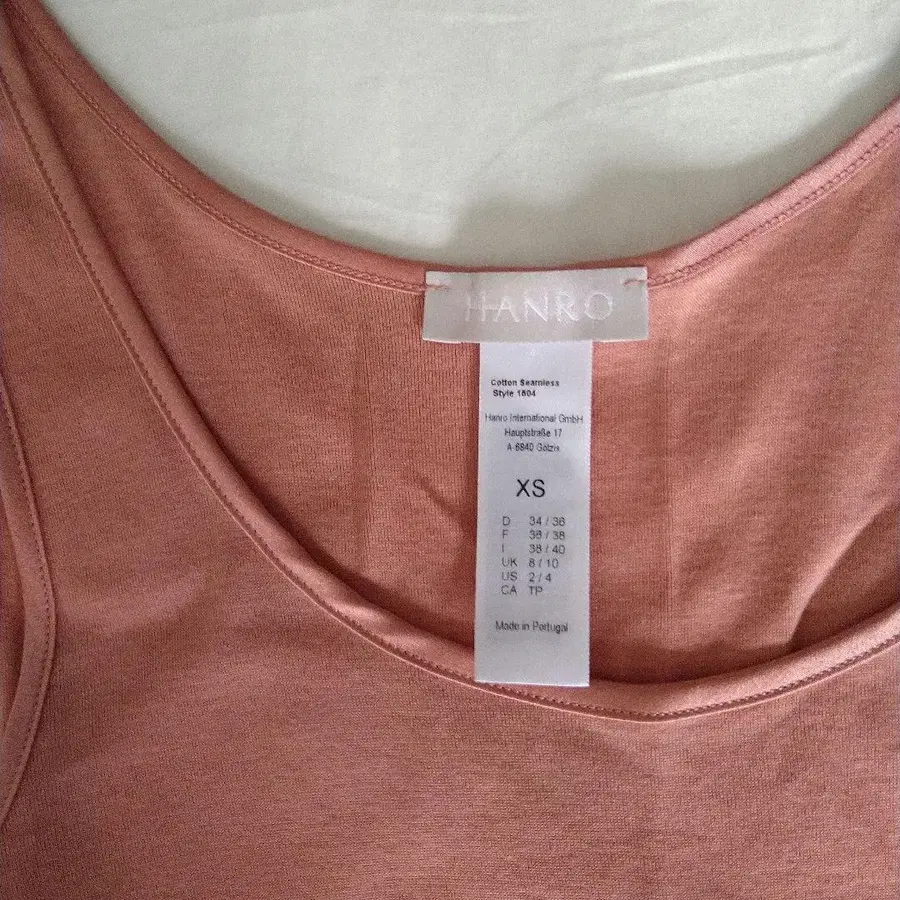 HANRO
Cotton Seamless
Style 1604
Hanro International GmbH
Hauptstraße 17
A-6840 Götzis
XS
D 34 / 36
F 36 / 38
I 38 / 40
UK 8 / 10
US 2 / 4
CA TP
Made in Portugal